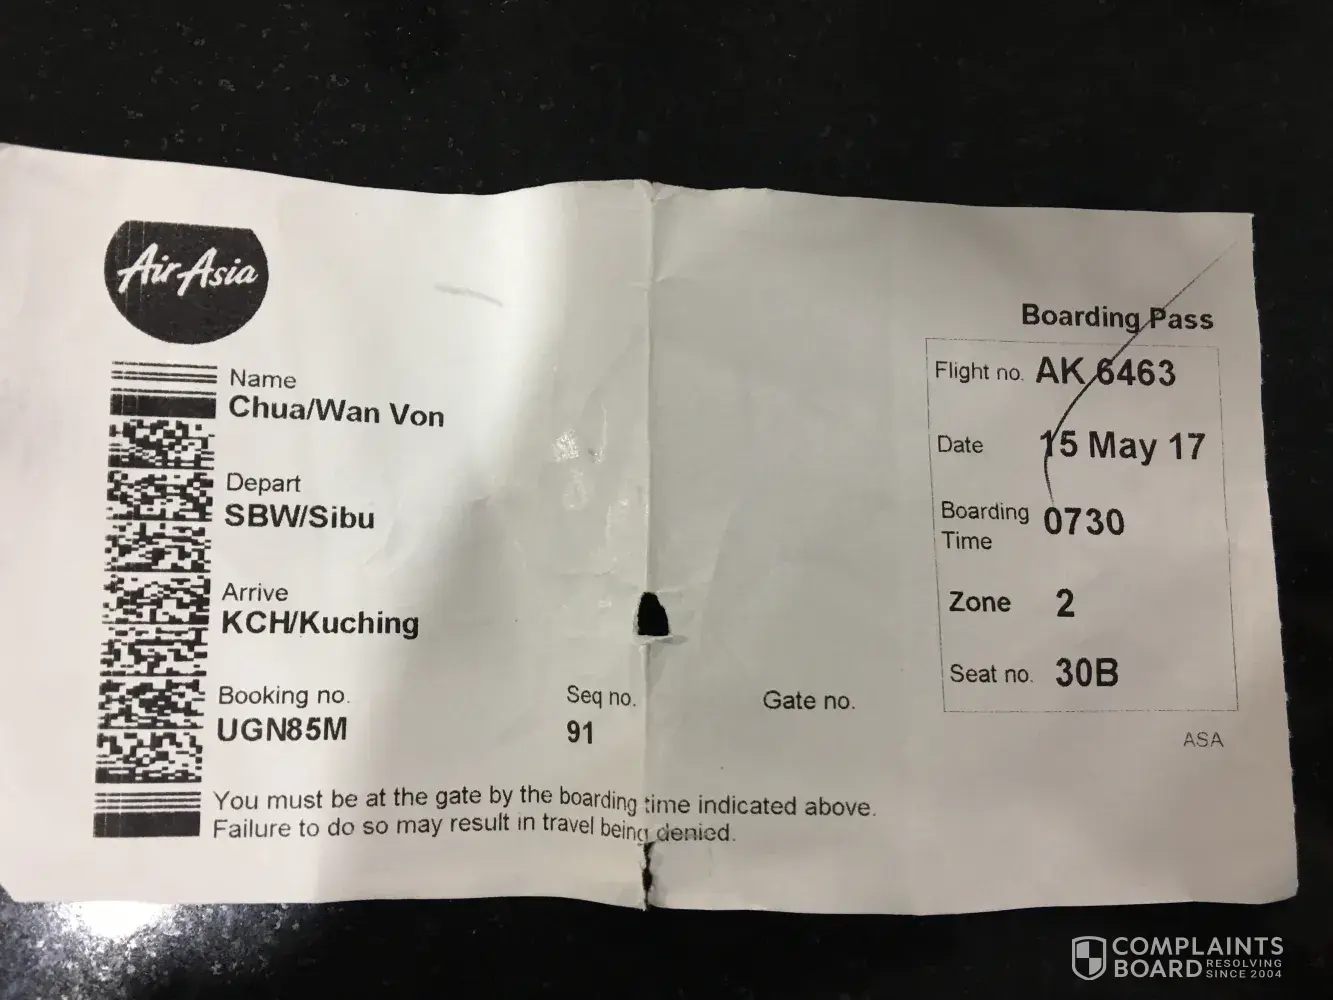 AirAsia
Boarding Pass
Name
Chua/Wan Von
Depart
SBW/Sibu
Arrive
KCH/Kuching
Booking no.
UGN85M
Seq no.
91
Gate no.
Flight no. AK 6463
Date 15 May 17
Boarding Time 0730
Zone 2
Seat no. 30B
ASA
You must be at the gate by the boarding time indicated above.
Failure to do so may result in travel being denied.
COMPLAINTS
BOARD RESOLVING
SINCE 2004